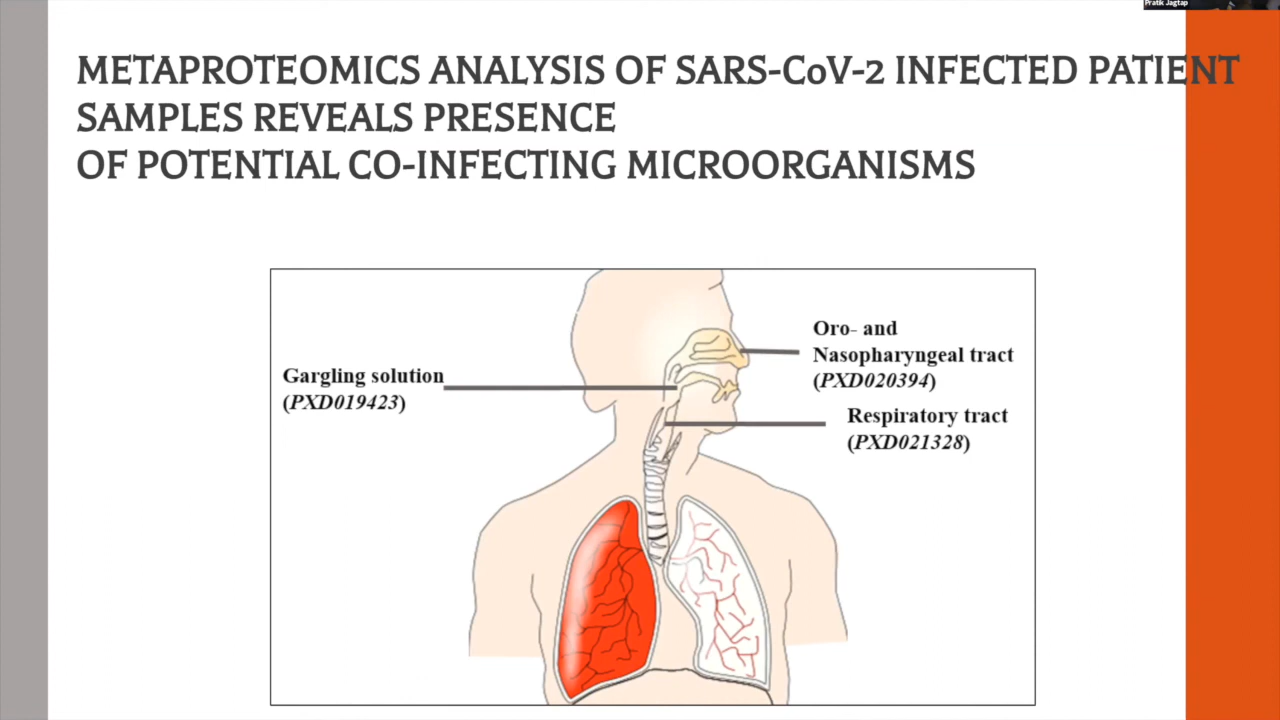 Pratik Jagtap
METAPROTEOMICS ANALYSIS OF SARS-CoV-2 INFECTED PATIENT
SAMPLES REVEALS PRESENCE
OF POTENTIAL CO-INFECTING MICROORGANISMS
Oro- and
Nasopharyngeal tract
(PXD020394)
Gargling solution
(PXD019423)
Respiratory tract
(PXD021328)